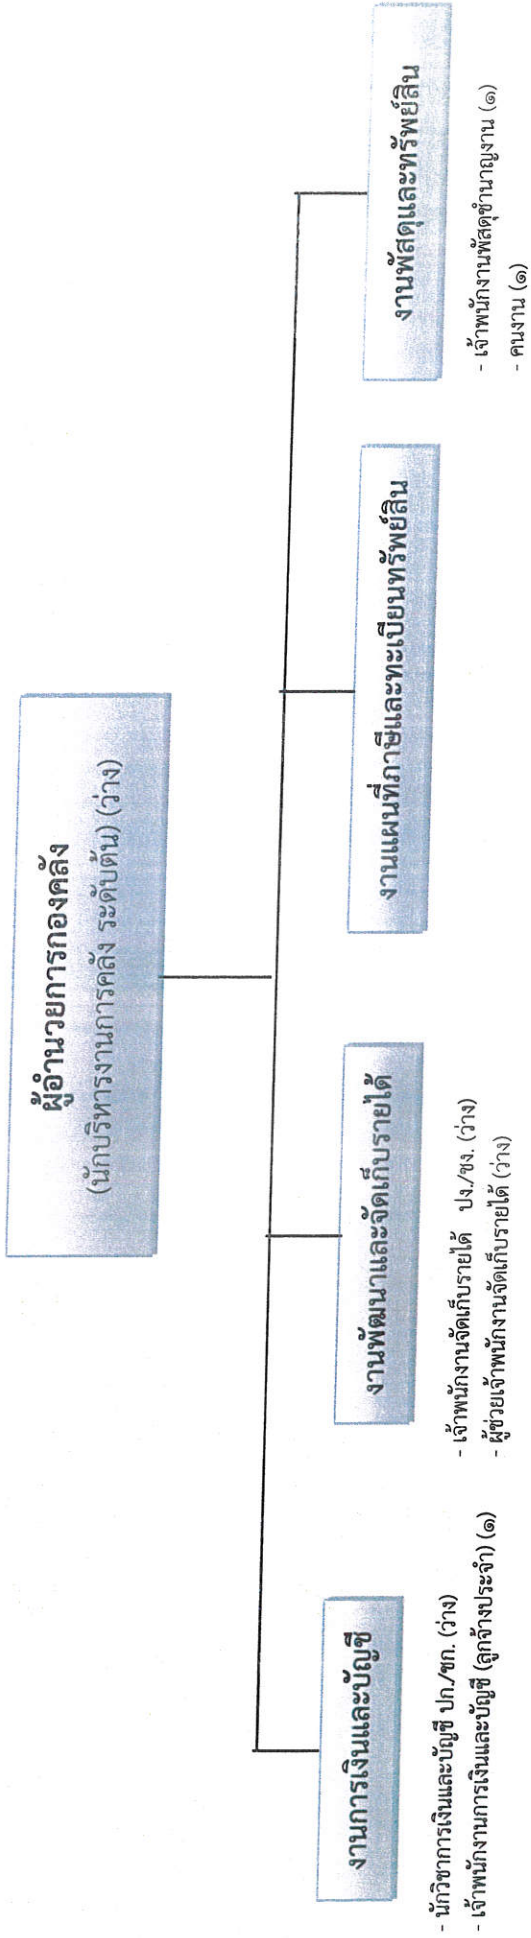 ผู้อำนวยการกองคลัง
(นักบริหารงานการคลัง ระดับต้น) (ว่าง)
งานการเงินและบัญชี
- นักวิชาการเงินและบัญชี ปก./ชก. (ว่าง)
- เจ้าพนักงานการเงินและบัญชี (ลูกจ้างประจำ) (๑)
งานพัฒนาและจัดเก็บรายได้
- เจ้าพนักงานจัดเก็บรายได้ ปง./ชง. (ว่าง)
- ผู้ช่วยเจ้าพนักงานจัดเก็บรายได้ (ว่าง)
งานแผนที่ภาษีและทะเบียนทรัพย์สิน
งานพัสดุและทรัพย์สิน
- เจ้าพนักงานพัสดุชำนาญงาน (๑)
- คนงาน (๑)